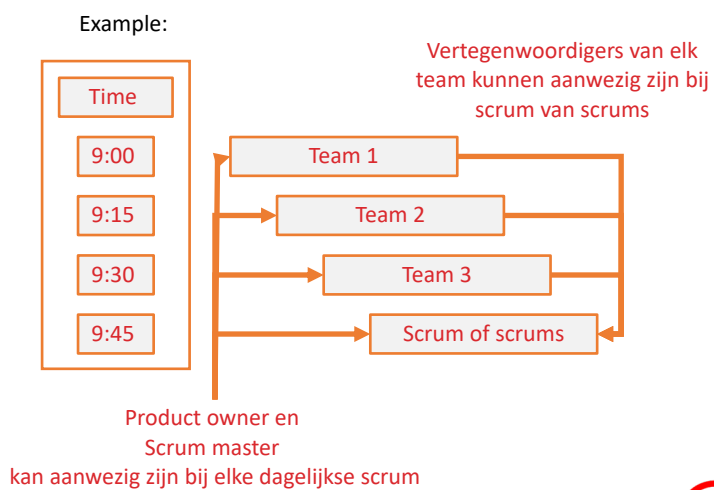 Example:
Vertegenwoordigers van elk
team kunnen aanwezig zijn bij
scrum van scrums
Time
9:00
Team 1
9:15
Team 2
9:30
Team 3
9:45
Scrum of scrums
Product owner en
Scrum master
kan aanwezig zijn bij elke dagelijkse scrum